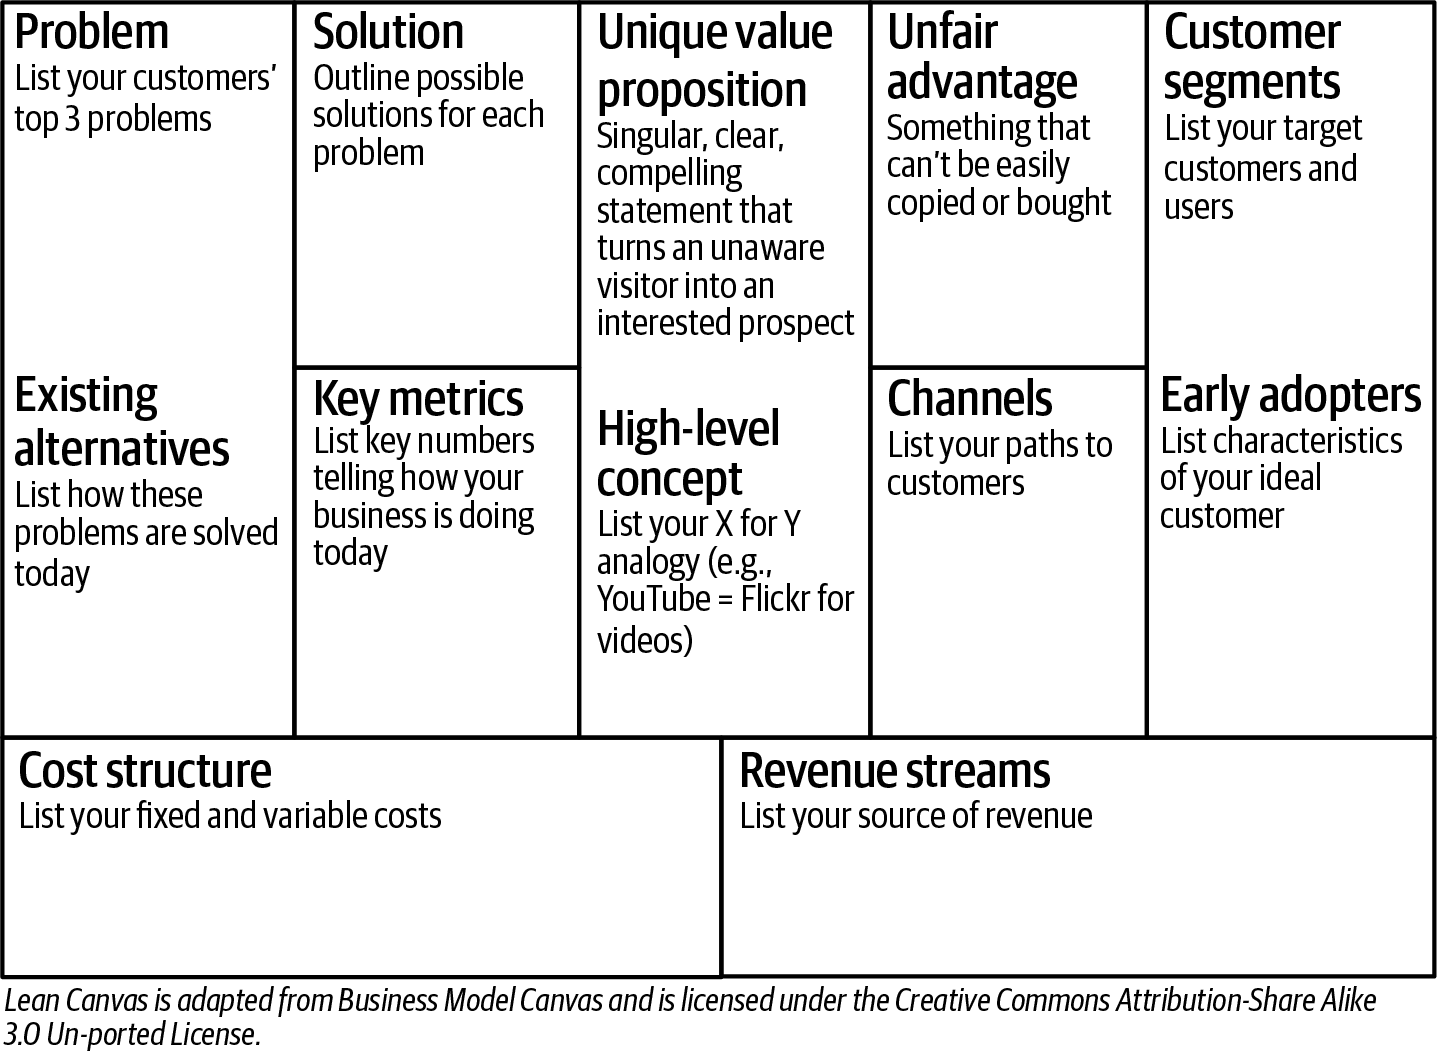 Problem
List your customers’
top 3 problems
Existing
alternatives
List how these
problems are solved
today
Solution
Outline possible
solutions for each
problem
Key metrics
List key numbers
telling how your
business is doing
today
Unique value
proposition
Singular, clear,
compelling
statement that
turns an unaware
visitor into an
interested prospect
High-level
concept
List your X for Y
analogy (e.g.,
YouTube = Flickr for
videos)
Unfair
advantage
Something that
can’t be easily
copied or bought
Channels
List your paths to
customers
Customer
segments
List your target
customers and
users
Early adopters
List characteristics
of your ideal
customer
Cost structure
List your fixed and variable costs
Revenue streams
List your source of revenue
Lean Canvas is adapted from Business Model Canvas and is licensed under the Creative Commons Attribution-Share Alike
3.0 Un-ported License.